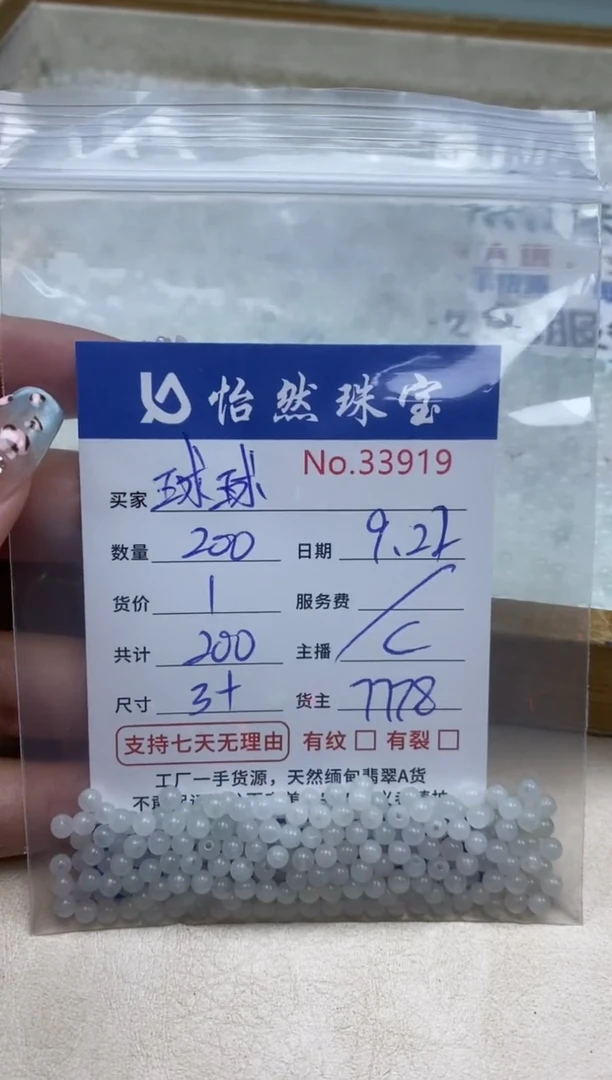 怡然珠宝
No.33919
买家 球球
数量 200 日期 9.27
货价 1 服务费 /
共计 200 主播 C
尺寸 3+ 货主 7778
支持七天无理由 有纹 □ 有裂 □
工厂一手货源，天然缅甸翡翠A货